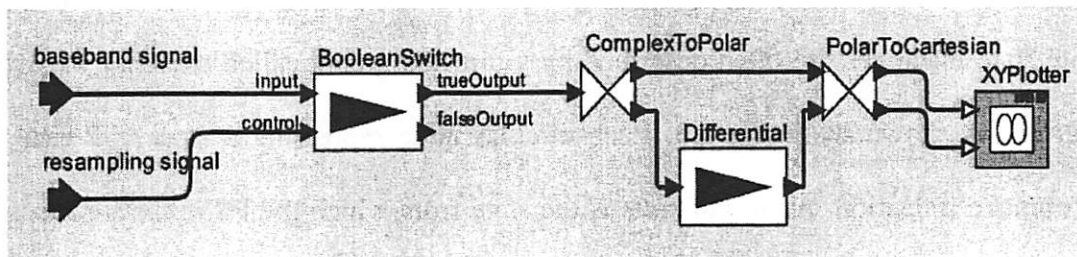 baseband signal
resampling signal
BooleanSwitch
input
control
trueOutput
falseOutput
ComplexToPolar
Differential
PolarToCartesian
XYPlotter